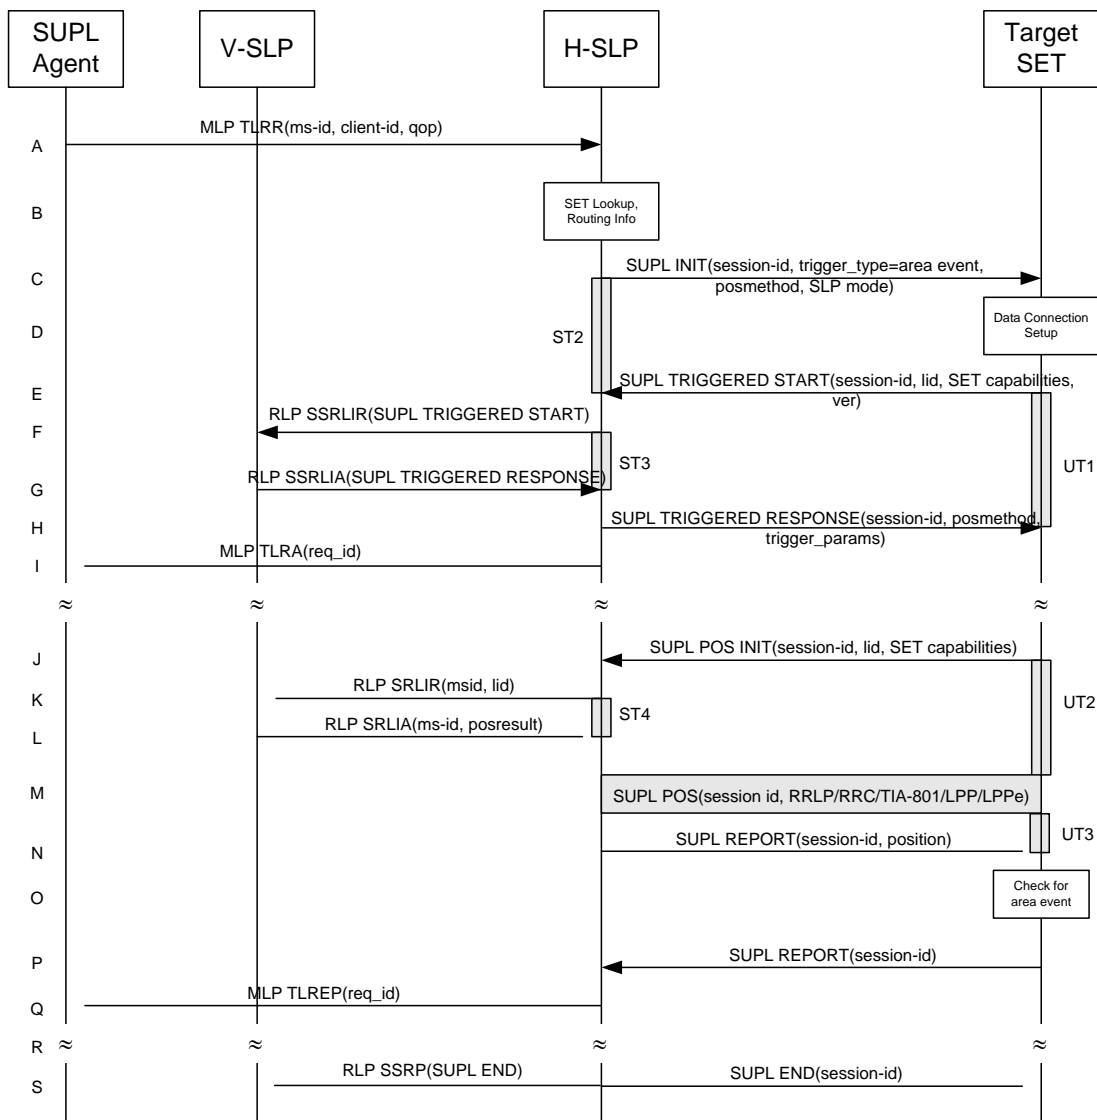 SUPL
Agent
V-SLP
H-SLP
Target
SET
A
MLP TLRR(ms-id, client-id, qop)
B
SET Lookup,
Routing Info
C
SUPL INIT(session-id, trigger_type=area event,
posmethod, SLP mode)
D
ST2
Data Connection
Setup
E
SUPL TRIGGERED START(session-id, lid, SET capabilities,
ver)
F
RLP SSRLIR(SUPL TRIGGERED START)
ST3
UT1
G
RLP SSRLIA(SUPL TRIGGERED RESPONSE)
H
SUPL TRIGGERED RESPONSE(session-id, posmethod,
trigger_params)
I
MLP TLRA(req_id)
≈ ≈ ≈ ≈
J
SUPL POS INIT(session-id, lid, SET capabilities)
K
RLP SRLIR(msid, lid)
ST4
UT2
L
RLP SRLIA(ms-id, posresult)
M
SUPL POS(session id, RRLP/RRC/TIA-801/LPP/LPPe)
N
SUPL REPORT(session-id, position)
UT3
O
Check for
area event
P
SUPL REPORT(session-id)
Q
MLP TLREP(req_id)
R
≈ ≈ ≈ ≈
S
RLP SSRP(SUPL END)
SUPL END(session-id)